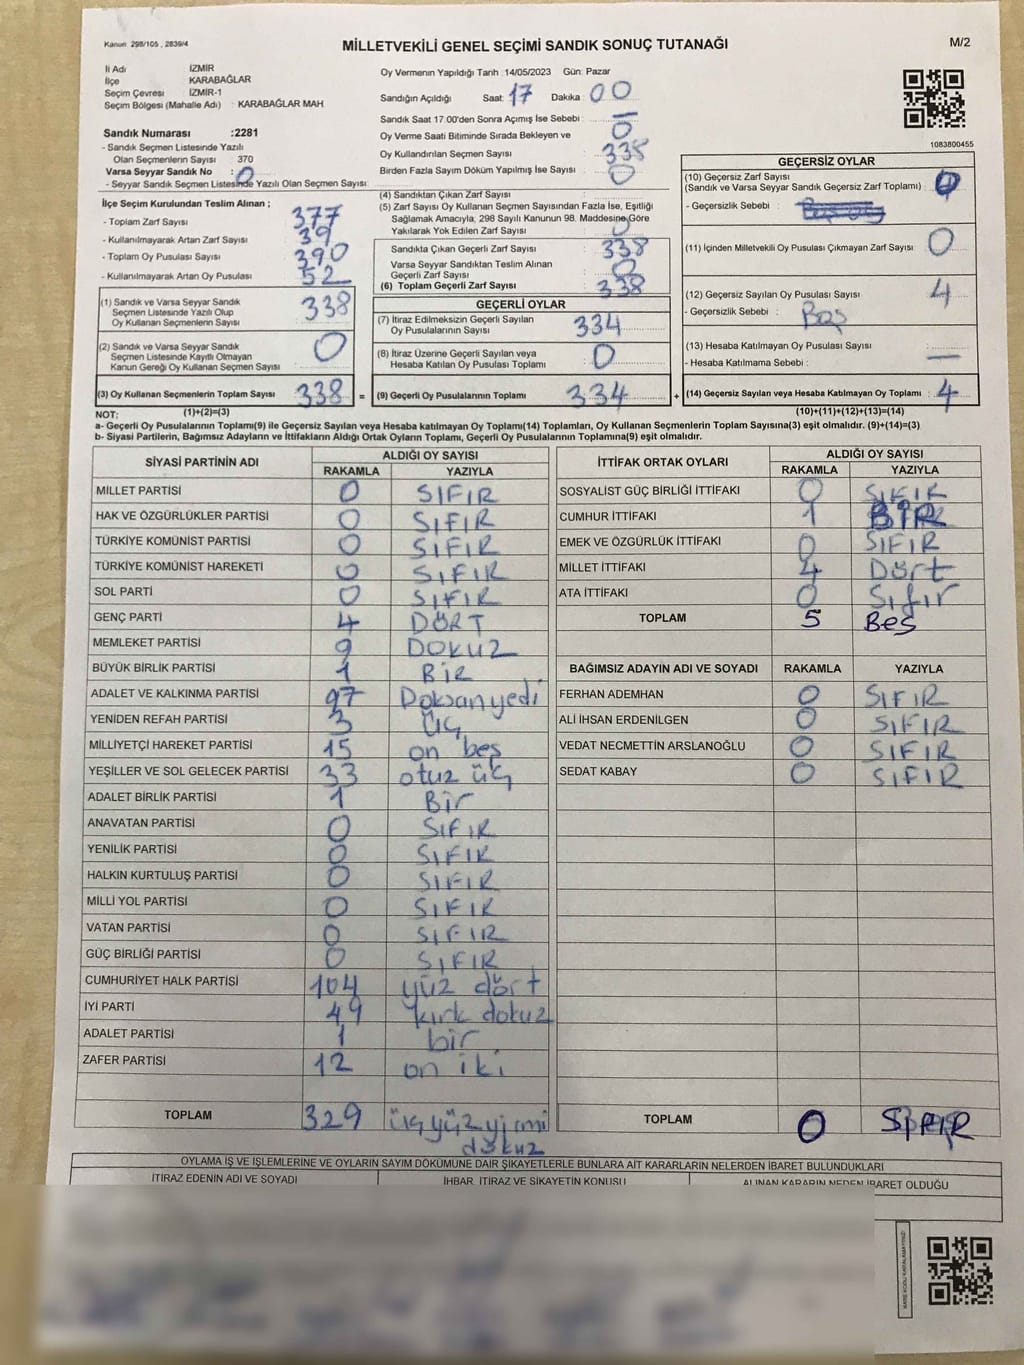 Kanun 298/105 , 2839/4
MİLLETVEKİLİ GENEL SEÇİMİ SANDIK SONUÇ TUTANAĞI
M/2
İl Adı İZMİR
İlçe KARABAĞLAR
Seçim Çevresi : İZMİR-1
Seçim Bölgesi (Mahalle Adı) : KARABAĞLAR MAH
Sandık Numarası :2281
- Sandık Seçmen Listesinde Yazılı
Olan Seçmenlerin Sayısı : 370
Varsa Seyyar Sandık No : 0
- Seyyar Sandık Seçmen Listesinde Yazılı Olan Seçmen Sayısı:
İlçe Seçim Kurulundan Teslim Alınan ;
- Toplam Zarf Sayısı 377
- Kullanılmayarak Artan Zarf Sayısı : 39
- Toplam Oy Pusulası Sayısı 390
- Kullanılmayarak Artan Oy Pusulası : 52
(1) Sandık ve Varsa Seyyar Sandık
Seçmen Listesinde Yazılı Olup
Oy Kullanan Seçmenlerin Sayısı 338
(2) Sandık ve Varsa Seyyar Sandık
Seçmen Listesinde Kayıtlı Olmayan
Kanun Gereği Oy Kullanan Seçmen Sayısı 0
(3) Oy Kullanan Seçmenlerin Toplam Sayısı 338 =
Oy Vermenin Yapıldığı Tarih :14/05/2023 Gün: Pazar
Sandığın Açıldığı Saat: 17 Dakika : 00
Sandık Saat 17.00'den Sonra Açımış İse Sebebi : —
Oy Verme Saati Bitiminde Sırada Bekleyen ve
Oy Kullandırılan Seçmen Sayısı 0
338
Birden Fazla Sayım Döküm Yapılmış İse Sayısı : 0
(4) Sandıktan Çıkan Zarf Sayısı
(5) Zarf Sayısı Oy Kullanan Seçmen Sayısından Fazla İse, Eşitliği
Sağlamak Amacıyla, 298 Sayılı Kanunun 98. Maddesine Göre
Yakılarak Yok Edilen Zarf Sayısı 0
Sandıkta Çıkan Geçerli Zarf Sayısı : 338
Varsa Seyyar Sandıktan Teslim Alınan
Geçerli Zarf Sayısı 0
(6) Toplam Geçerli Zarf Sayısı : 338
GEÇERLİ OYLAR
(7) İtiraz Edilmeksizin Geçerli Sayılan
Oy Pusulalarının Sayısı 334
(8) İtiraz Üzerine Geçerli Sayılan veya
Hesaba Katılan Oy Pusulası Toplamı : 0
(9) Geçerli Oy Pusulalarının Toplamı : 334 +
1083800455
GEÇERSİZ OYLAR
(10) Geçersiz Zarf Sayısı
(Sandık ve Varsa Seyyar Sandık Geçersiz Zarf Toplamı) : 0
- Geçersizlik Sebebi :
(11) İçinden Milletvekili Oy Pusulası Çıkmayan Zarf Sayısı : 0
(12) Geçersiz Sayılan Oy Pusulası Sayısı : 4
- Geçersizlik Sebebi : Boş
(13) Hesaba Katılmayan Oy Pusulası Sayısı :
- Hesaba Katılmama Sebebi : —
(14) Geçersiz Sayılan veya Hesaba Katılmayan Oy Toplamı : 4
NOT: (1)+(2)=(3) (10)+(11)+(12)+(13)=(14)
a- Geçerli Oy Pusulalarının Toplamı(9) ile Geçersiz Sayılan veya Hesaba katılmayan Oy Toplamı(14) Toplamları, Oy Kullanan Seçmenlerin Toplam Sayısına(3) eşit olmalıdır. (9)+(14)=(3)
b- Siyasi Partilerin, Bağımsız Adayların ve İttifakların Aldığı Ortak Oyların Toplamı, Geçerli Oy Pusulalarının Toplamına(9) eşit olmalıdır.
SİYASİ PARTİNİN ADI ALDIĞI OY SAYISI
RAKAMLA YAZIYLA
MİLLET PARTİSİ 0 SIFIR
HAK VE ÖZGÜRLÜKLER PARTİSİ 0 SIFIR
TÜRKİYE KOMÜNİST PARTİSİ 0 SIFIR
TÜRKİYE KOMÜNİST HAREKETİ 0 SIFIR
SOL PARTİ 0 SIFIR
GENÇ PARTİ 4 DÖRT
MEMLEKET PARTİSİ 9 DOKUZ
BÜYÜK BİRLİK PARTİSİ 1 BİR
ADALET VE KALKINMA PARTİSİ 97 Doksanyedi
YENİDEN REFAH PARTİSİ 3 üç
MİLLİYETÇİ HAREKET PARTİSİ 15 on beş
YEŞİLLER VE SOL GELECEK PARTİSİ 33 otuz üç
ADALET BİRLİK PARTİSİ 1 Bir
ANAVATAN PARTİSİ 0 SIFIR
YENİLİK PARTİSİ 0 SIFIR
HALKIN KURTULUŞ PARTİSİ 0 SIFIR
MİLLİ YOL PARTİSİ 0 SIFIR
VATAN PARTİSİ 0 SIFIR
GÜÇ BİRLİĞİ PARTİSİ 0 SIFIR
CUMHURİYET HALK PARTİSİ 104 yüz dört
İYİ PARTİ 49 kırk dokuz
ADALET PARTİSİ 1 bir
ZAFER PARTİSİ 12 on iki
TOPLAM 329 üçyüz yirmi
dokuz
İTTİFAK ORTAK OYLARI ALDIĞI OY SAYISI
RAKAMLA YAZIYLA
SOSYALİST GÜÇ BİRLİĞİ İTTİFAKI 0 SIFIR
CUMHUR İTTİFAKI 1 BİR
EMEK VE ÖZGÜRLÜK İTTİFAKI 0 SIFIR
MİLLET İTTİFAKI 4 Dört
ATA İTTİFAKI 0 Sıfır
TOPLAM 5 Beş
BAĞIMSIZ ADAYIN ADI VE SOYADI RAKAMLA YAZIYLA
FERHAN ADEMHAN 0 SIFIR
ALİ İHSAN ERDENİLGEN 0 SIFIR
VEDAT NECMETTİN ARSLANOĞLU 0 SIFIR
SEDAT KABAY 0 SIFIR
TOPLAM 0 SIFIR
OYLAMA İŞ VE İŞLEMLERİNE VE OYLARIN SAYIM DÖKÜMÜNE DAİR ŞİKAYETLERLE BUNLARA AİT KARARLARIN NELERDEN İBARET BULUNDUKLARI
İTİRAZ EDENİN ADI VE SOYADI İHBAR, İTİRAZ VE ŞİKAYETİN KONUSU ALINAN KARARIN NEDEN İBARET OLDUĞU